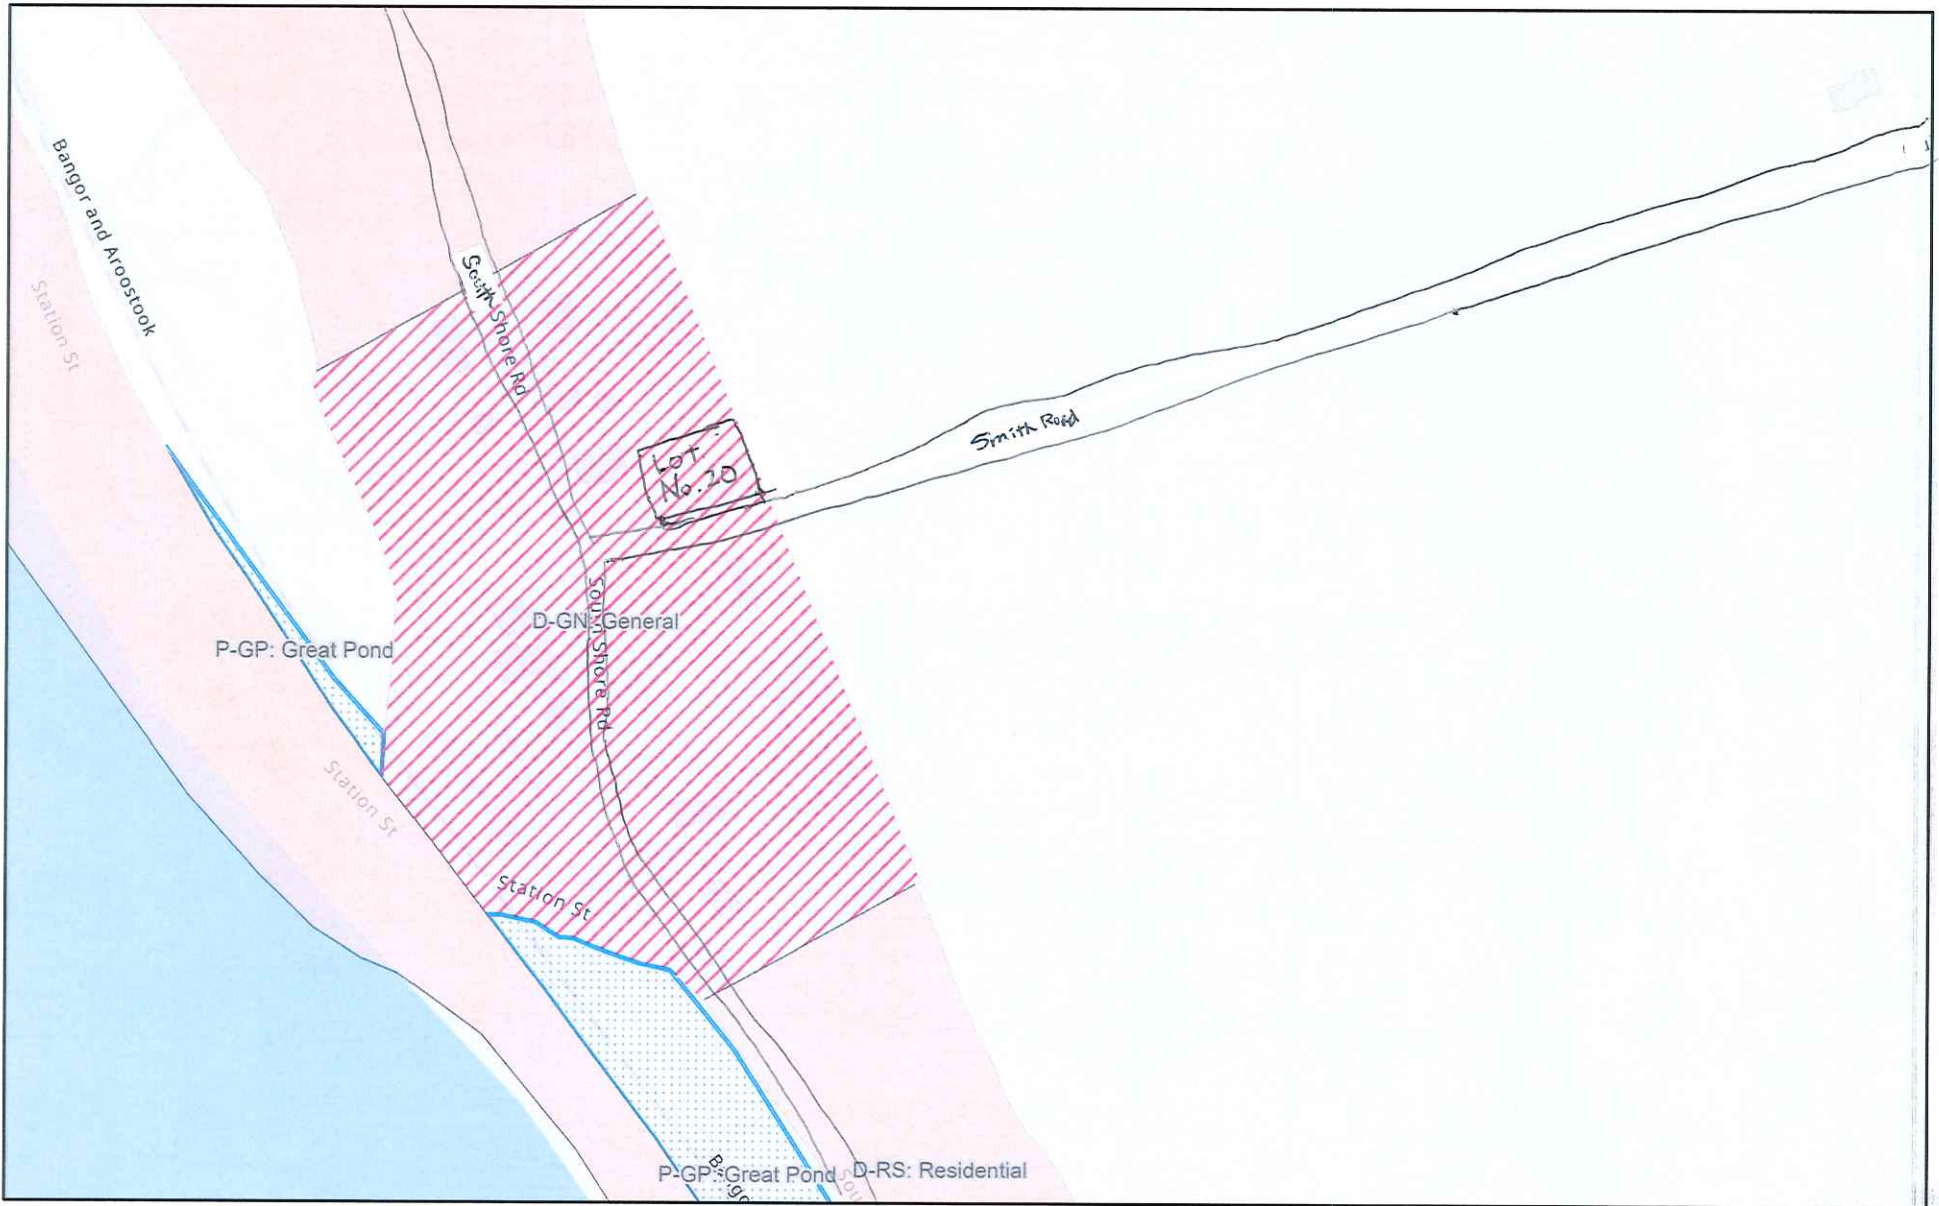 Bangor and Aroostook
Station St
South Shore Rd
Smith Road
Lot
No. 20
South Shore Rd
D-GN: General
P-GP: Great Pond
Station St
Station St
P-GP: Great Pond
D-RS: Residential